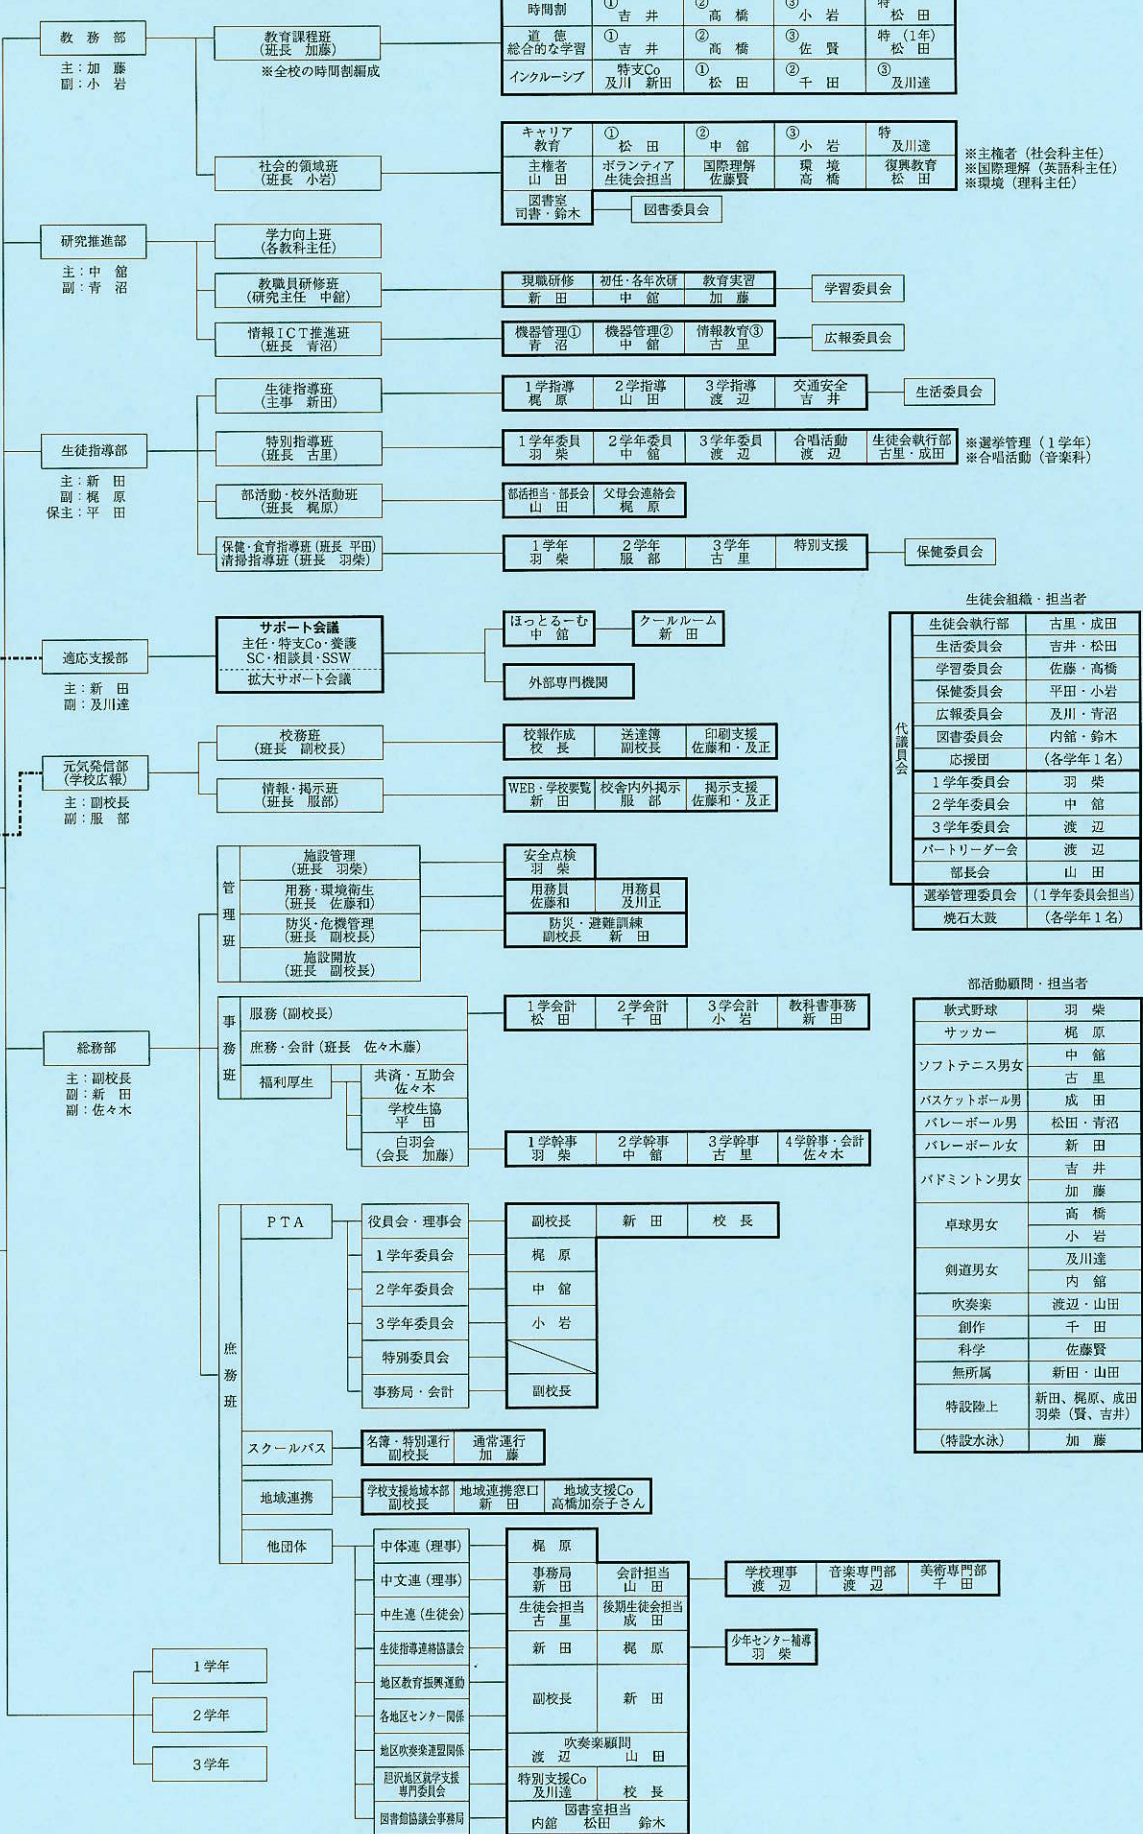 時間割 ① ② ③ 特
吉 井 高 橋 小 岩 松 田
教 務 部
主：加 藤
副：小 岩
教育課程班
(班長 加藤)
※全校の時間割編成
道 徳
総合的な学習
① ② ③ 特 (1年)
吉 井 高 橋 佐 賢 松 田
インクルーシブ
特支Co ① ② ③
及川 新田 松 田 千 田 及川達
社会的領域班
(班長 小岩)
キャリア
教育
① ② ③ 特
松 田 中 舘 小 岩 及川達
主権者 ボランティア 国際理解 環 境 復興教育
山 田 生徒会担当 佐藤賢 高 橋 松 田
※主権者 (社会科主任)
※国際理解 (英語科主任)
※環境 (理科主任)
図書室
司書・鈴木
図書委員会
研究推進部
主：中 舘
副：青 沼
学力向上班
(各教科主任)
教職員研修班
(研究主任 中舘)
現職研修 初任・各年次研 教育実習
新 田 中 舘 加 藤
学習委員会
情報ICT推進班
(班長 青沼)
機器管理① 機器管理② 情報教育③
青 沼 中 舘 古 里
広報委員会
生徒指導部
主：新 田
副：梶 原
保主：平 田
生徒指導班
(主事 新田)
1学指導 2学指導 3学指導 交通安全
梶 原 山 田 渡 辺 吉 井
生活委員会
特別指導班
(班長 古里)
1学年委員 2学年委員 3学年委員 合唱活動 生徒会執行部
羽 柴 中 舘 渡 辺 渡 辺 古里・成田
※選挙管理 (1学年)
※合唱活動 (音楽科)
部活動・校外活動班
(班長 梶原)
部活担当・部長会 父母会連絡会
山 田 梶 原
保健・食育指導班 (班長 平田)
清掃指導班 (班長 羽柴)
1学年 2学年 3学年 特別支援
羽 柴 服 部 古 里
保健委員会
適応支援部
主：新 田
副：及川達
サポート会議
主任・特支Co・養護
SC・相談員・SSW
拡大サポート会議
ほっとるーむ
中 舘
クールルーム
新 田
外部専門機関
元気発信部
(学校広報)
主：副校長
副：服 部
校務班
(班長 副校長)
校報作成 送達簿 印刷支援
校 長 副校長 佐藤和・及正
情報・掲示班
(班長 服部)
WEB・学校要覧 校舎内外掲示 掲示支援
新 田 服 部 佐藤和・及正
総務部
主：副校長
副：新 田
副：佐々木
管理班
施設管理
(班長 羽柴)
安全点検
羽 柴
用務・環境衛生
(班長 佐藤和)
用務員 用務員
佐藤和 及川正
防災・危機管理
(班長 副校長)
防災・避難訓練
副校長 新 田
施設開放
(班長 副校長)
事務班
服務 (副校長)
1学会計 2学会計 3学会計 教科書事務
松 田 千 田 小 岩 新 田
庶務・会計 (班長 佐々木藤)
福利厚生
共済・互助会
佐々木
学校生協
平 田
白羽会
(会長 加藤)
1学幹事 2学幹事 3学幹事 4学幹事・会計
羽 柴 中 舘 古 里 佐々木
庶務班
PTA
役員会・理事会 副校長 新 田 校 長
1学年委員会 梶 原
2学年委員会 中 舘
3学年委員会 小 岩
特別委員会
事務局・会計 副校長
スクールバス
名簿・特別運行 通常運行
副校長 加 藤
地域連携
学校支援地域本部 地域連携窓口 地域支援Co
副校長 新 田 高橋加奈子さん
他団体
中体連 (理事) 梶 原
中文連 (理事)
事務局 会計担当
新 田 山 田
学校理事 音楽専門部 美術専門部
渡 辺 渡 辺 千 田
中生連 (生徒会)
生徒会担当 後期生徒会担当
古 里 成 田
生徒指導連絡協議会 新 田 梶 原
少年センター補導
羽 柴
地区教育振興運動
各地区センター関係
副校長 新 田
地区吹奏楽連盟関係
吹奏楽顧問
渡 辺 山 田
胆沢地区就学支援
専門委員会
特別支援Co
及川達 校 長
図書館協議会事務局
図書室担当
内舘 松田 鈴木
1学年
2学年
3学年
生徒会組織・担当者
代議員会
生徒会執行部 古里・成田
生活委員会 吉井・松田
学習委員会 佐藤・高橋
保健委員会 平田・小岩
広報委員会 及川・青沼
図書委員会 内舘・鈴木
応援団 (各学年1名)
1学年委員会 羽 柴
2学年委員会 中 舘
3学年委員会 渡 辺
パートリーダー会 渡 辺
部長会 山 田
選挙管理委員会 (1学年委員会担当)
焼石太鼓 (各学年1名)
部活動顧問・担当者
軟式野球 羽 柴
サッカー 梶 原
ソフトテニス男女 中 舘
古 里
バスケットボール男 成 田
バレーボール男 松田・青沼
バレーボール女 新 田
バドミントン男女 吉 井
加 藤
卓球男女 高 橋
小 岩
剣道男女 及川達
内 舘
吹奏楽 渡辺・山田
創作 千 田
科学 佐藤賢
無所属 新田・山田
特設陸上 新田、梶原、成田
羽柴 (賢、吉井)
(特設水泳) 加 藤